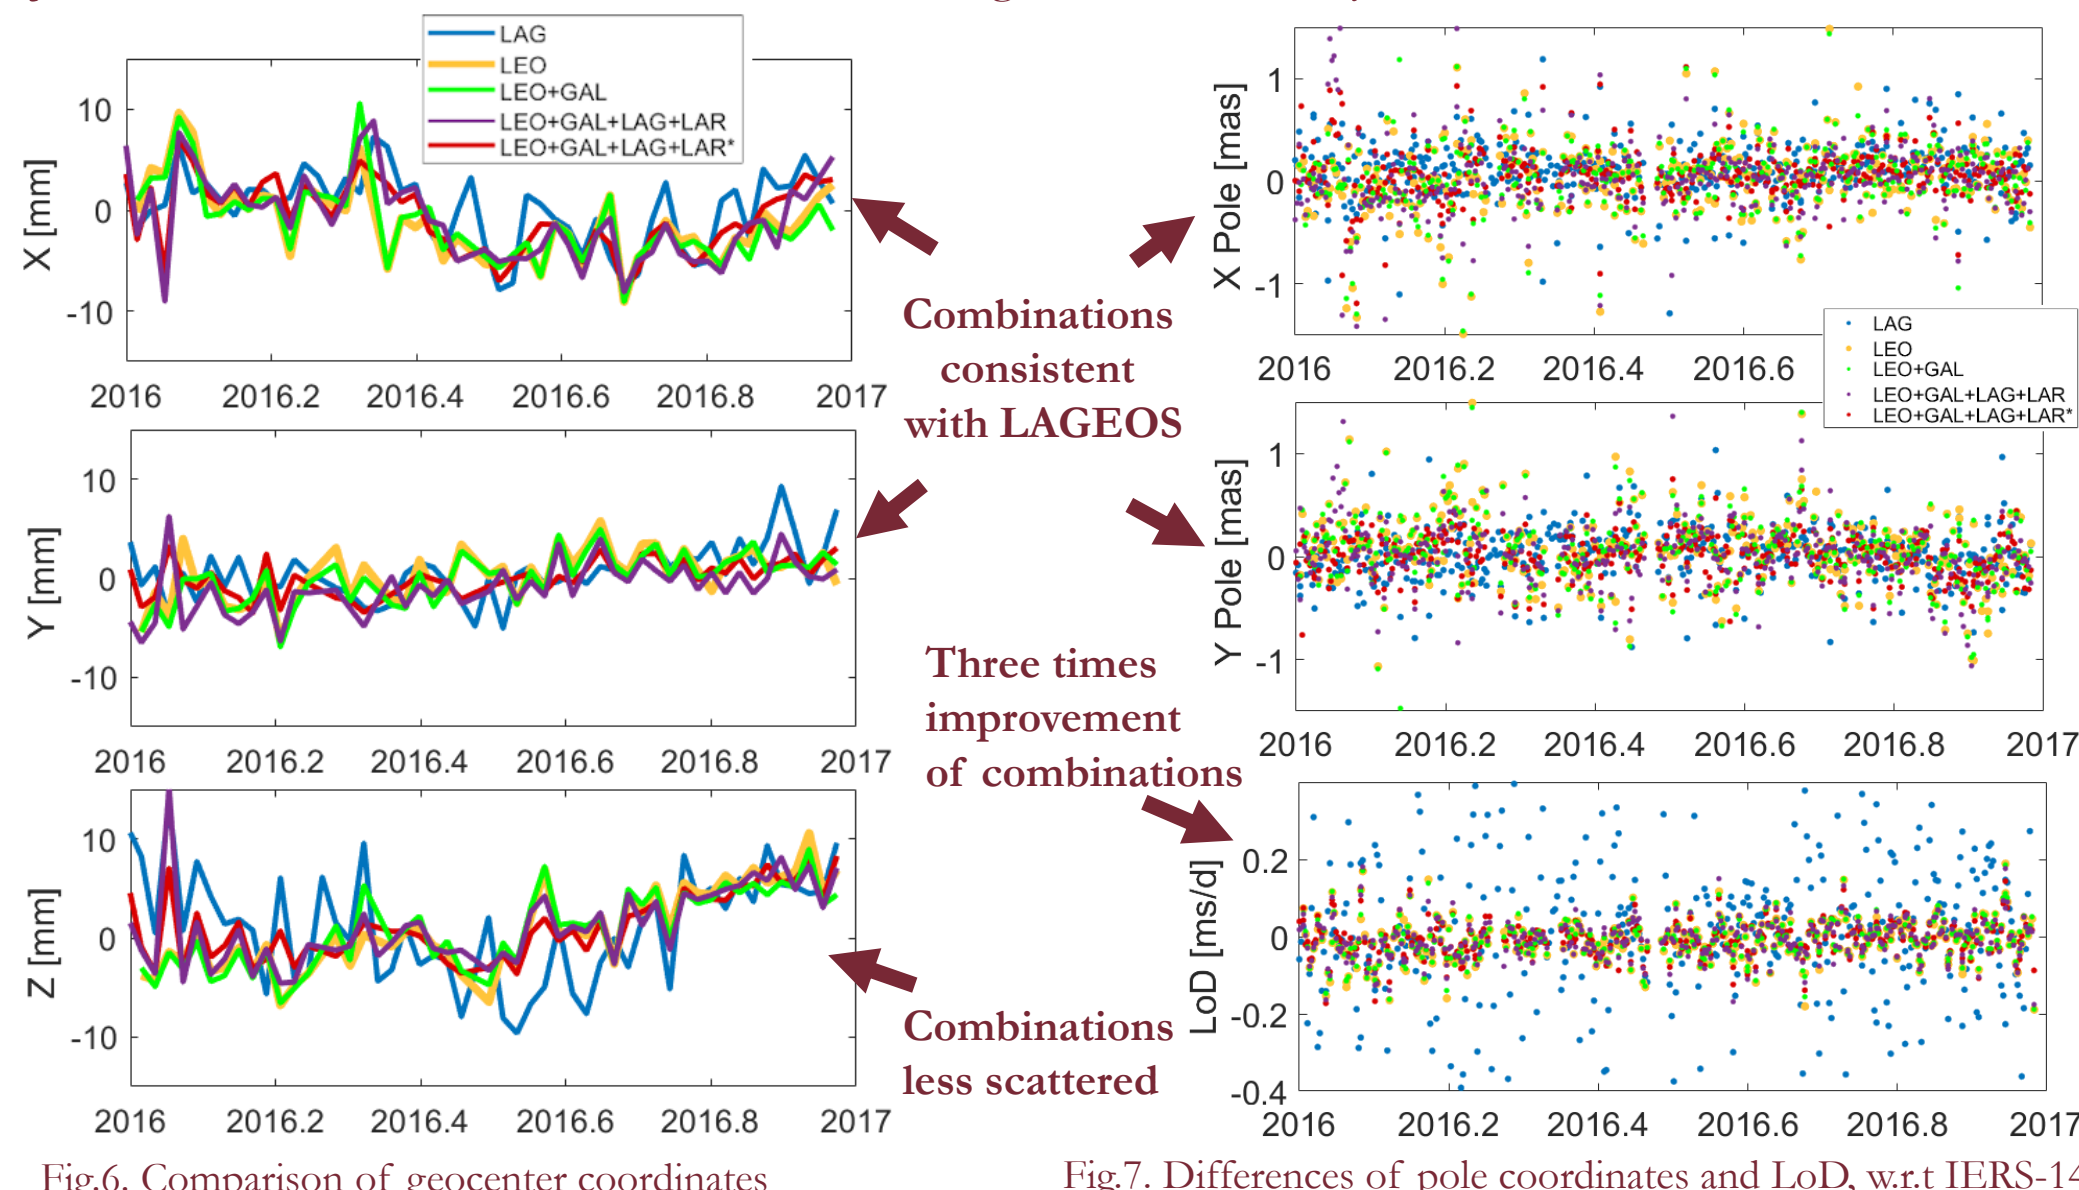 LAG
LEO
LEO+GAL
LEO+GAL+LAG+LAR
LEO+GAL+LAG+LAR*
X [mm]
10
0
-10
2016 2016.2 2016.4 2016.6 2016.8 2017
Y [mm]
10
0
-10
2016 2016.2 2016.4 2016.6 2016.8 2017
Z [mm]
10
0
-10
2016 2016.2 2016.4 2016.6 2016.8 2017
Fig.6. Comparison of geocenter coordinates
Combinations
consistent
with LAGEOS
Three times
improvement
of combinations
Combinations
less scattered
X Pole [mas]
1
0
-1
2016 2016.2 2016.4 2016.6
LAG
LEO
LEO+GAL
LEO+GAL+LAG+LAR
LEO+GAL+LAG+LAR*
Y Pole [mas]
1
0
-1
2016 2016.2 2016.4 2016.6 2016.8 2017
LoD [ms/d]
0.2
0
-0.2
-0.4
2016 2016.2 2016.4 2016.6 2016.8 2017
Fig.7. Differences of pole coordinates and LoD, w.r.t IERS-14